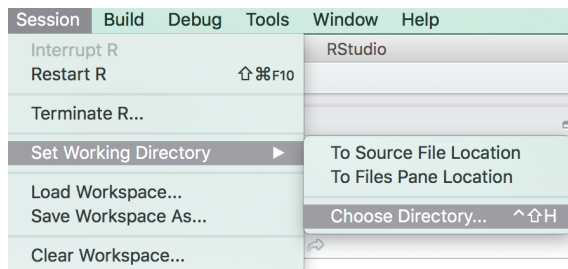 Session Build Debug Tools Window Help
Interrupt R
RStudio
Restart R ⇧⌘F10
Terminate R...
Set Working Directory ▶
To Source File Location
To Files Pane Location
Load Workspace...
Save Workspace As...
Choose Directory... ^⇧H
Clear Workspace...